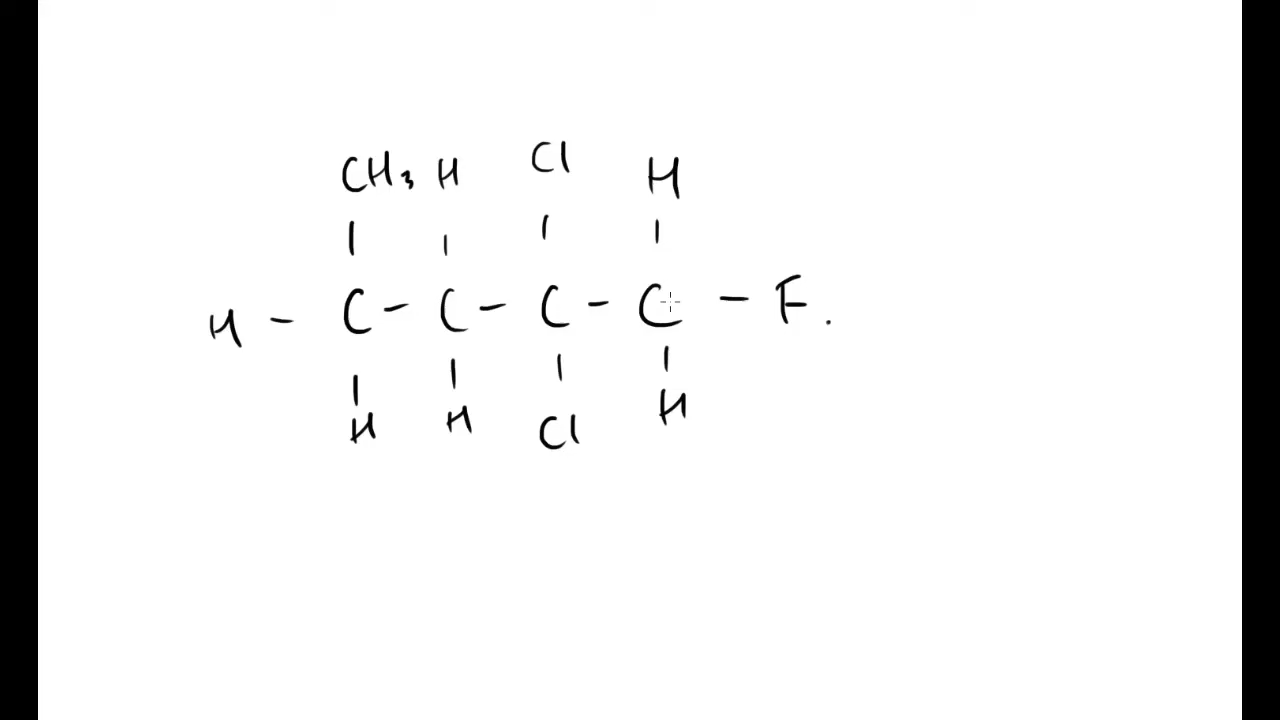 CH₃ H Cl H
H - C - C - C - C - F.
H H Cl H